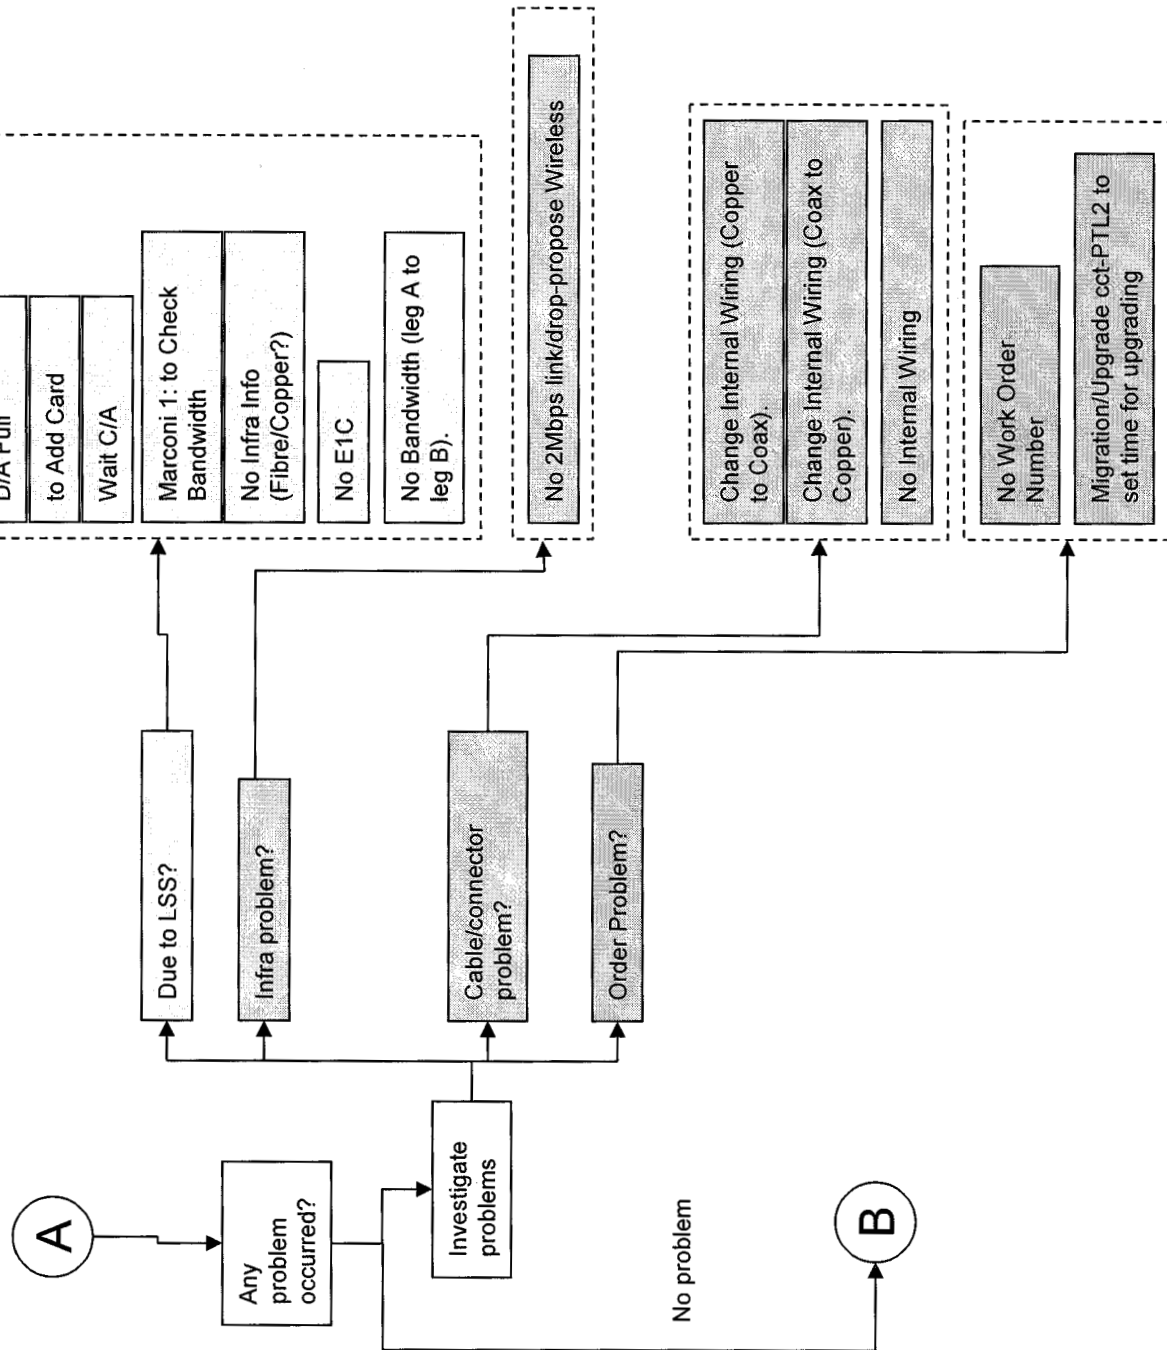 A
Any
problem
occurred?
Investigate
problems
No problem
B
Due to LSS?
Infra problem?
Cable/connector
problem?
Order Problem?
D/A Full
to Add Card
Wait C/A
Marconi 1: to Check
Bandwidth
No Infra Info
(Fibre/Copper?)
No E1C
No Bandwidth (leg A to
leg B).
No 2Mbps link/drop-propose Wireless
Change Internal Wiring (Copper
to Coax).
Change Internal Wiring (Coax to
Copper).
No Internal Wiring
No Work Order
Number
Migration/Upgrade cct-PTL2 to
set time for upgrading